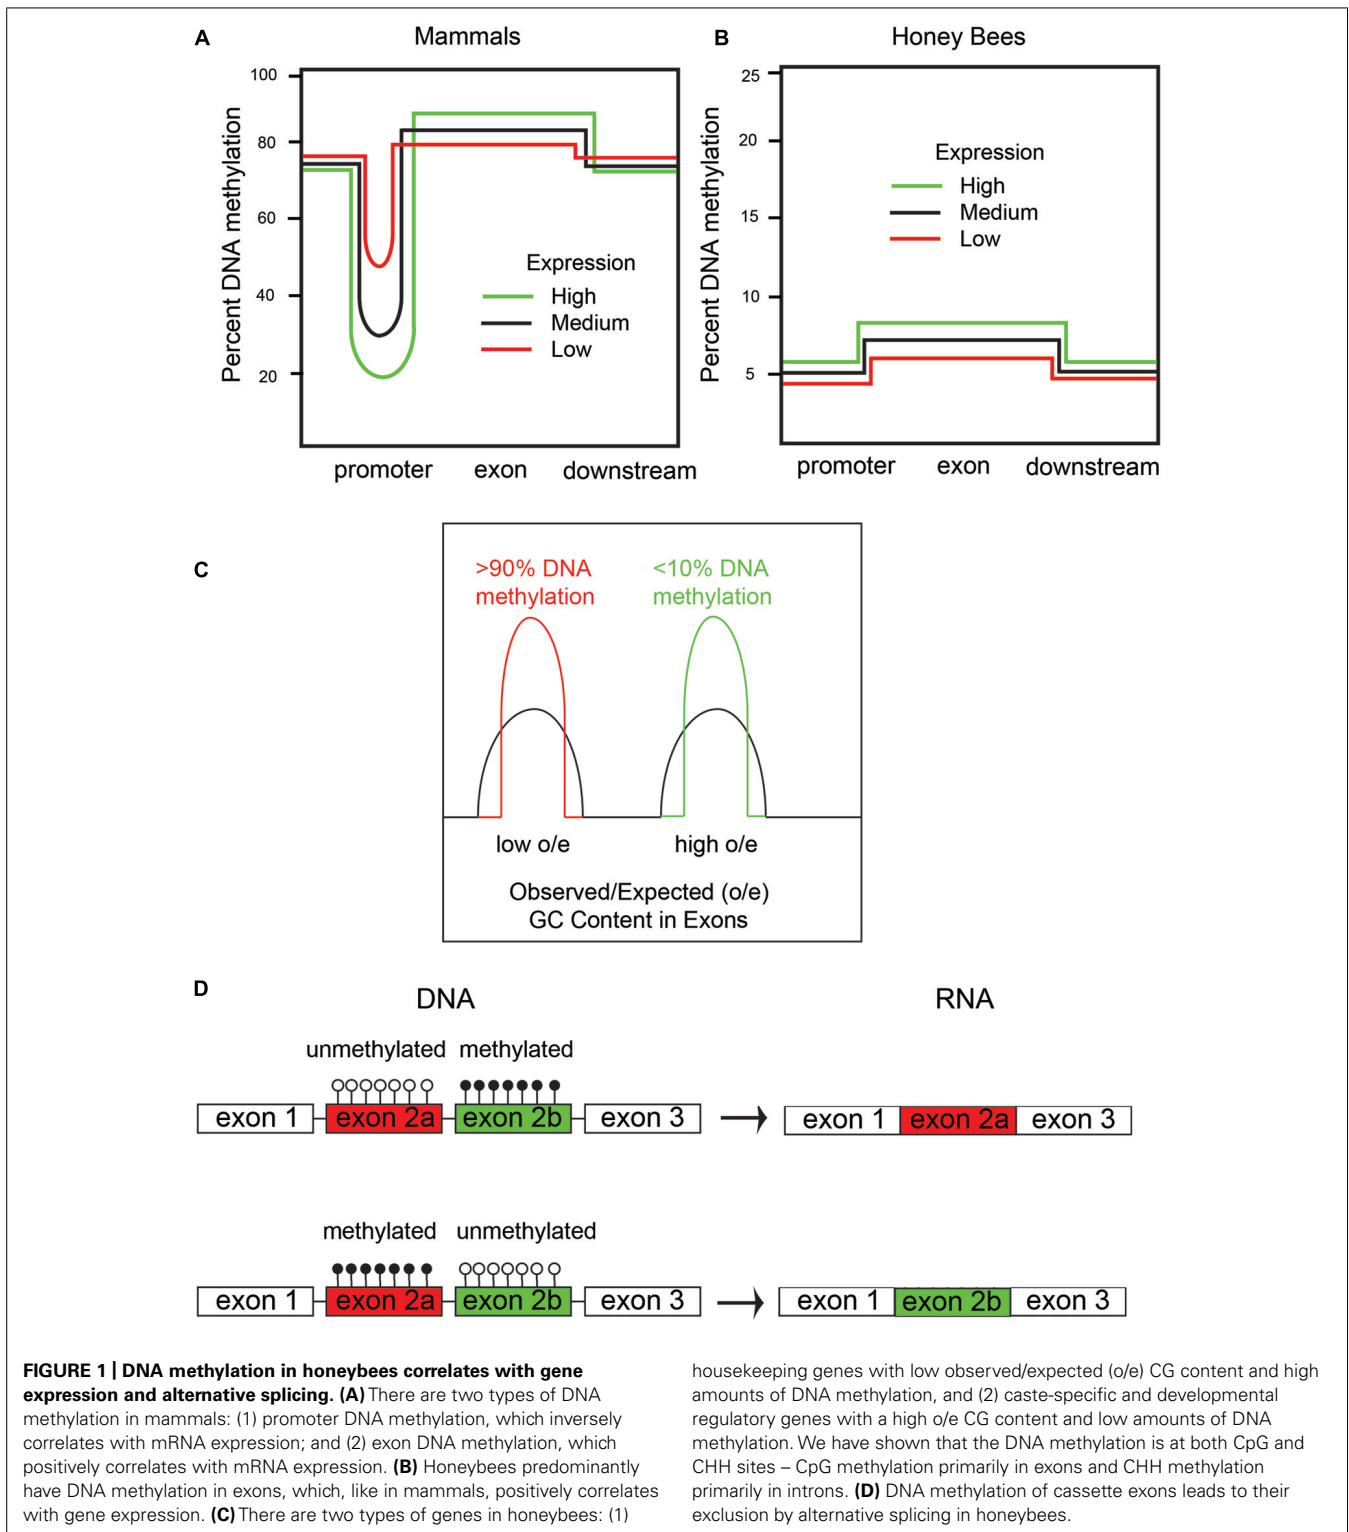 A
Mammals
100
80
60
40
20
Percent DNA methylation
Expression
High
Medium
Low
promoter exon downstream
B
Honey Bees
25
20
15
10
5
Percent DNA methylation
Expression
High
Medium
Low
promoter exon downstream
C
>90% DNA
methylation
<10% DNA
methylation
low o/e
high o/e
Observed/Expected (o/e)
GC Content in Exons
D
DNA
RNA
unmethylated methylated
exon 1 exon 2a exon 2b exon 3
exon 1 exon 2a exon 3
methylated unmethylated
exon 1 exon 2a exon 2b exon 3
exon 1 exon 2b exon 3
FIGURE 1 | DNA methylation in honeybees correlates with gene
expression and alternative splicing. (A) There are two types of DNA
methylation in mammals: (1) promoter DNA methylation, which inversely
correlates with mRNA expression; and (2) exon DNA methylation, which
positively correlates with mRNA expression. (B) Honeybees predominantly
have DNA methylation in exons, which, like in mammals, positively correlates
with gene expression. (C) There are two types of genes in honeybees: (1)
housekeeping genes with low observed/expected (o/e) CG content and high
amounts of DNA methylation, and (2) caste-specific and developmental
regulatory genes with a high o/e CG content and low amounts of DNA
methylation. We have shown that the DNA methylation is at both CpG and
CHH sites – CpG methylation primarily in exons and CHH methylation
primarily in introns. (D) DNA methylation of cassette exons leads to their
exclusion by alternative splicing in honeybees.